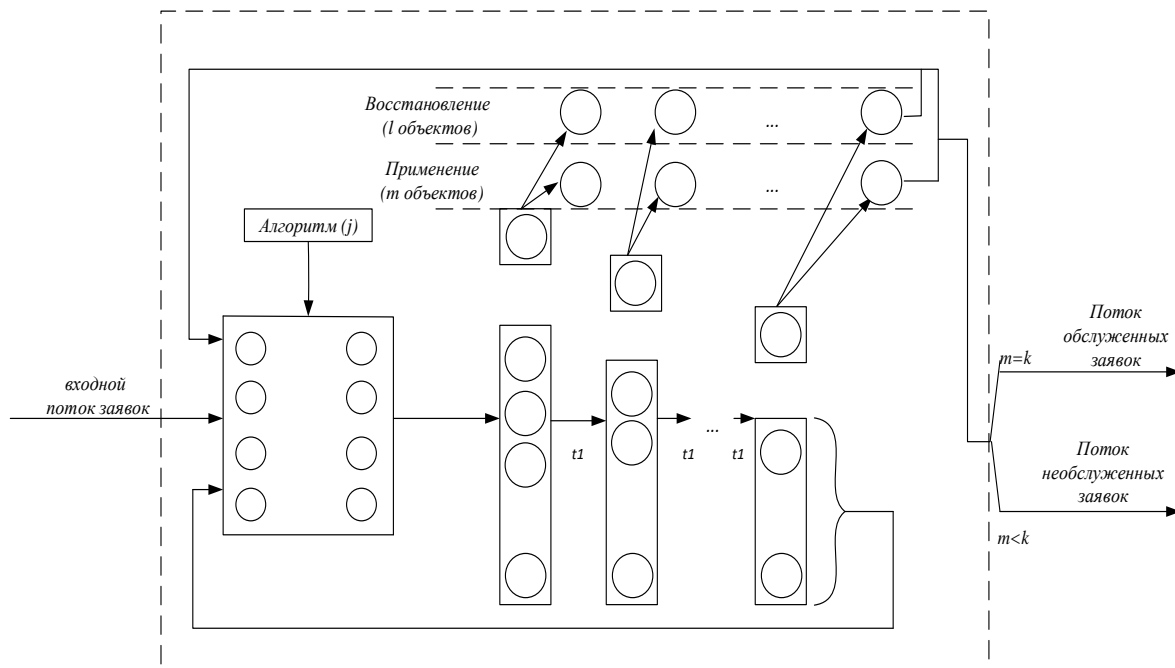 Восстановление
(l объектов)
...
Применение
(m объектов)
...
Алгоритм (j)
Поток
обслуженных
заявок
m=k
входной
поток заявок
...
t1
t1
t1
Поток
необслуженных
заявок
m<k